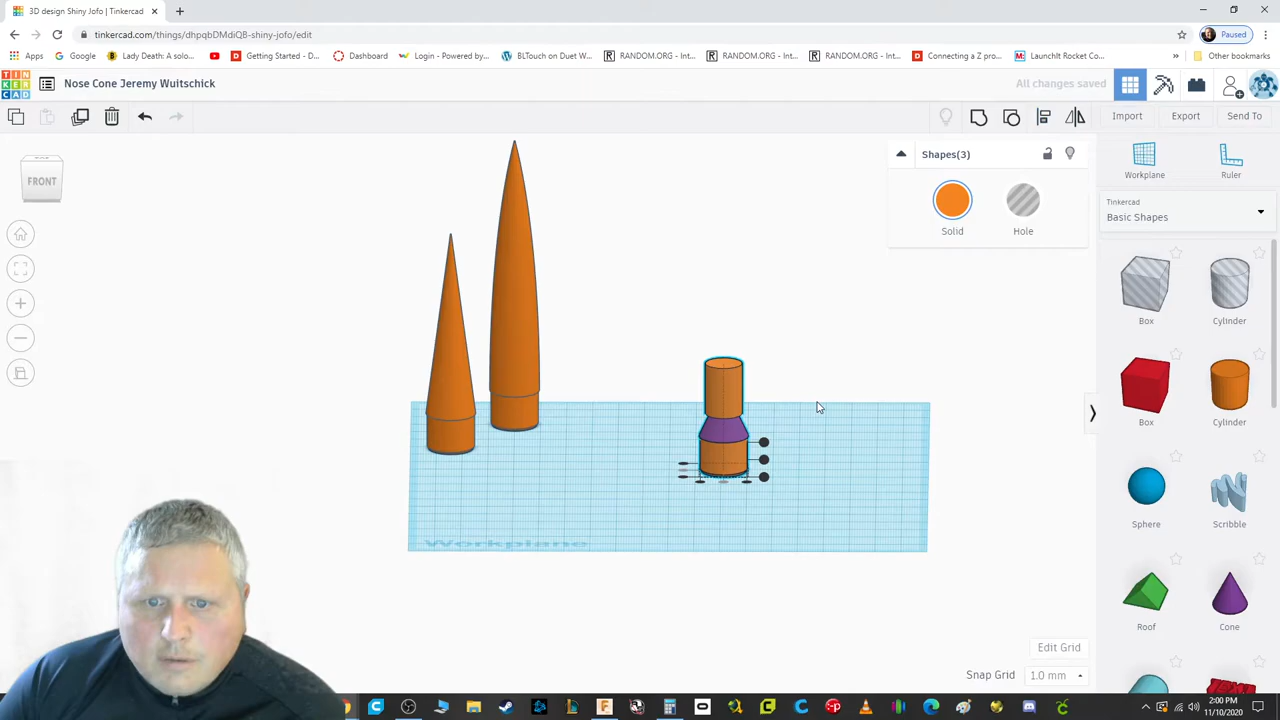 3D design Shiny Jofo | Tinkercad
tinkercad.com/things/dhpqbDMdiQB-shiny-jofo/edit
Paused
Apps
Google
Lady Death: A solo...
Getting Started - D...
Dashboard
Login - Powered by...
BLTouch on Duet W...
RANDOM.ORG - Int...
RANDOM.ORG - Int...
RANDOM.ORG - Int...
Connecting a Z pro...
LaunchIt Rocket Co...
Other bookmarks
TIN
KER
CAD
Nose Cone Jeremy Wuitschick
All changes saved
Import
Export
Send To
FRONT
Shapes(3)
Solid
Hole
Workplane
Ruler
Tinkercad
Basic Shapes
Box
Cylinder
Box
Cylinder
Sphere
Scribble
Roof
Cone
Workplane
Edit Grid
Snap Grid 1.0 mm
2:00 PM
11/10/2020